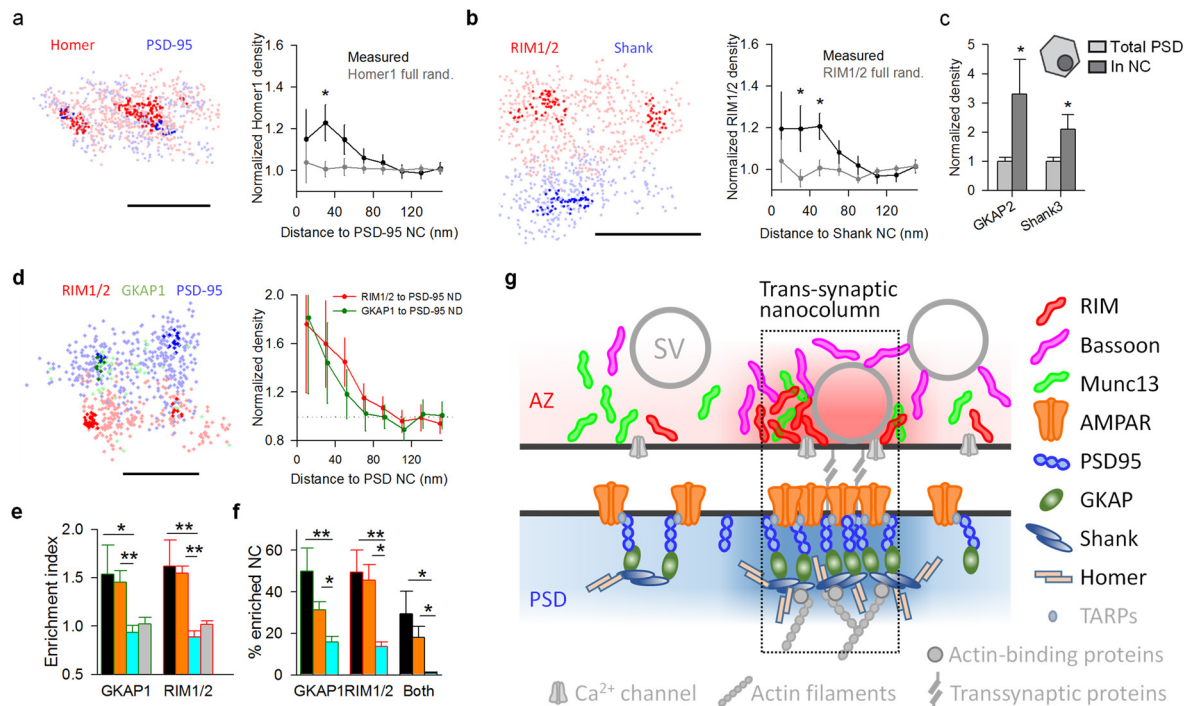 a
Homer PSD-95
Normalized Homer1 density
1.6
1.4
1.2
1.0
Measured
Homer1 full rand.
*
0 40 80 120
Distance to PSD-95 NC (nm)
b
RIM1/2 Shank
Normalized RIM1/2 density
1.6
1.4
1.2
1.0
Measured
RIM1/2 full rand.
* *
0 40 80 120
Distance to Shank NC (nm)
c
Total PSD
In NC
Normalized density
5
4
3
2
1
0
* *
GKAP2 Shank3
d
RIM1/2 GKAP1 PSD-95
Normalized density
2.0
1.6
1.2
0.8
RIM1/2 to PSD-95 ND
GKAP1 to PSD-95 ND
0 40 80 120
Distance to PSD NC (nm)
e
Enrichment index
2.0
1.5
1.0
0.5
* **
** **
GKAP1 RIM1/2
f
% enriched NC
60
40
20
0
** **
* *
*
*
GKAP1 RIM1/2 Both
g
Trans-synaptic
nanocolumn
SV
AZ
PSD
RIM
Bassoon
Munc13
AMPAR
PSD95
GKAP
Shank
Homer
TARPs
Actin-binding proteins
Ca2+ channel Actin filaments Transsynaptic proteins